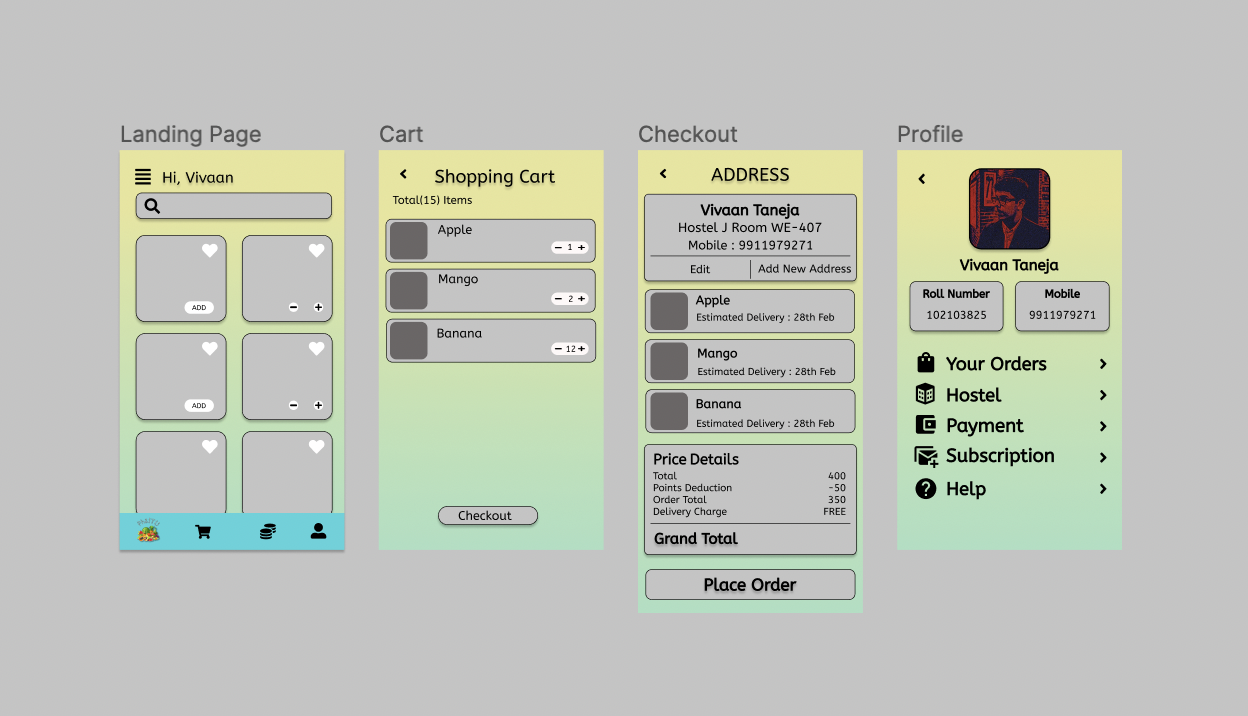 Landing Page
Hi, Vivaan
ADD
ADD
Cart
Shopping Cart
Total(15) Items
Apple
1
Mango
2
Banana
12
Checkout
Checkout
ADDRESS
Vivaan Taneja
Hostel J Room WE-407
Mobile : 9911979271
Edit
Add New Address
Apple
Estimated Delivery : 28th Feb
Mango
Estimated Delivery : 28th Feb
Banana
Estimated Delivery : 28th Feb
Price Details
Total 400
Points Deduction -50
Order Total 350
Delivery Charge FREE
Grand Total
Place Order
Profile
Vivaan Taneja
Roll Number
102103825
Mobile
9911979271
Your Orders
Hostel
Payment
Subscription
Help